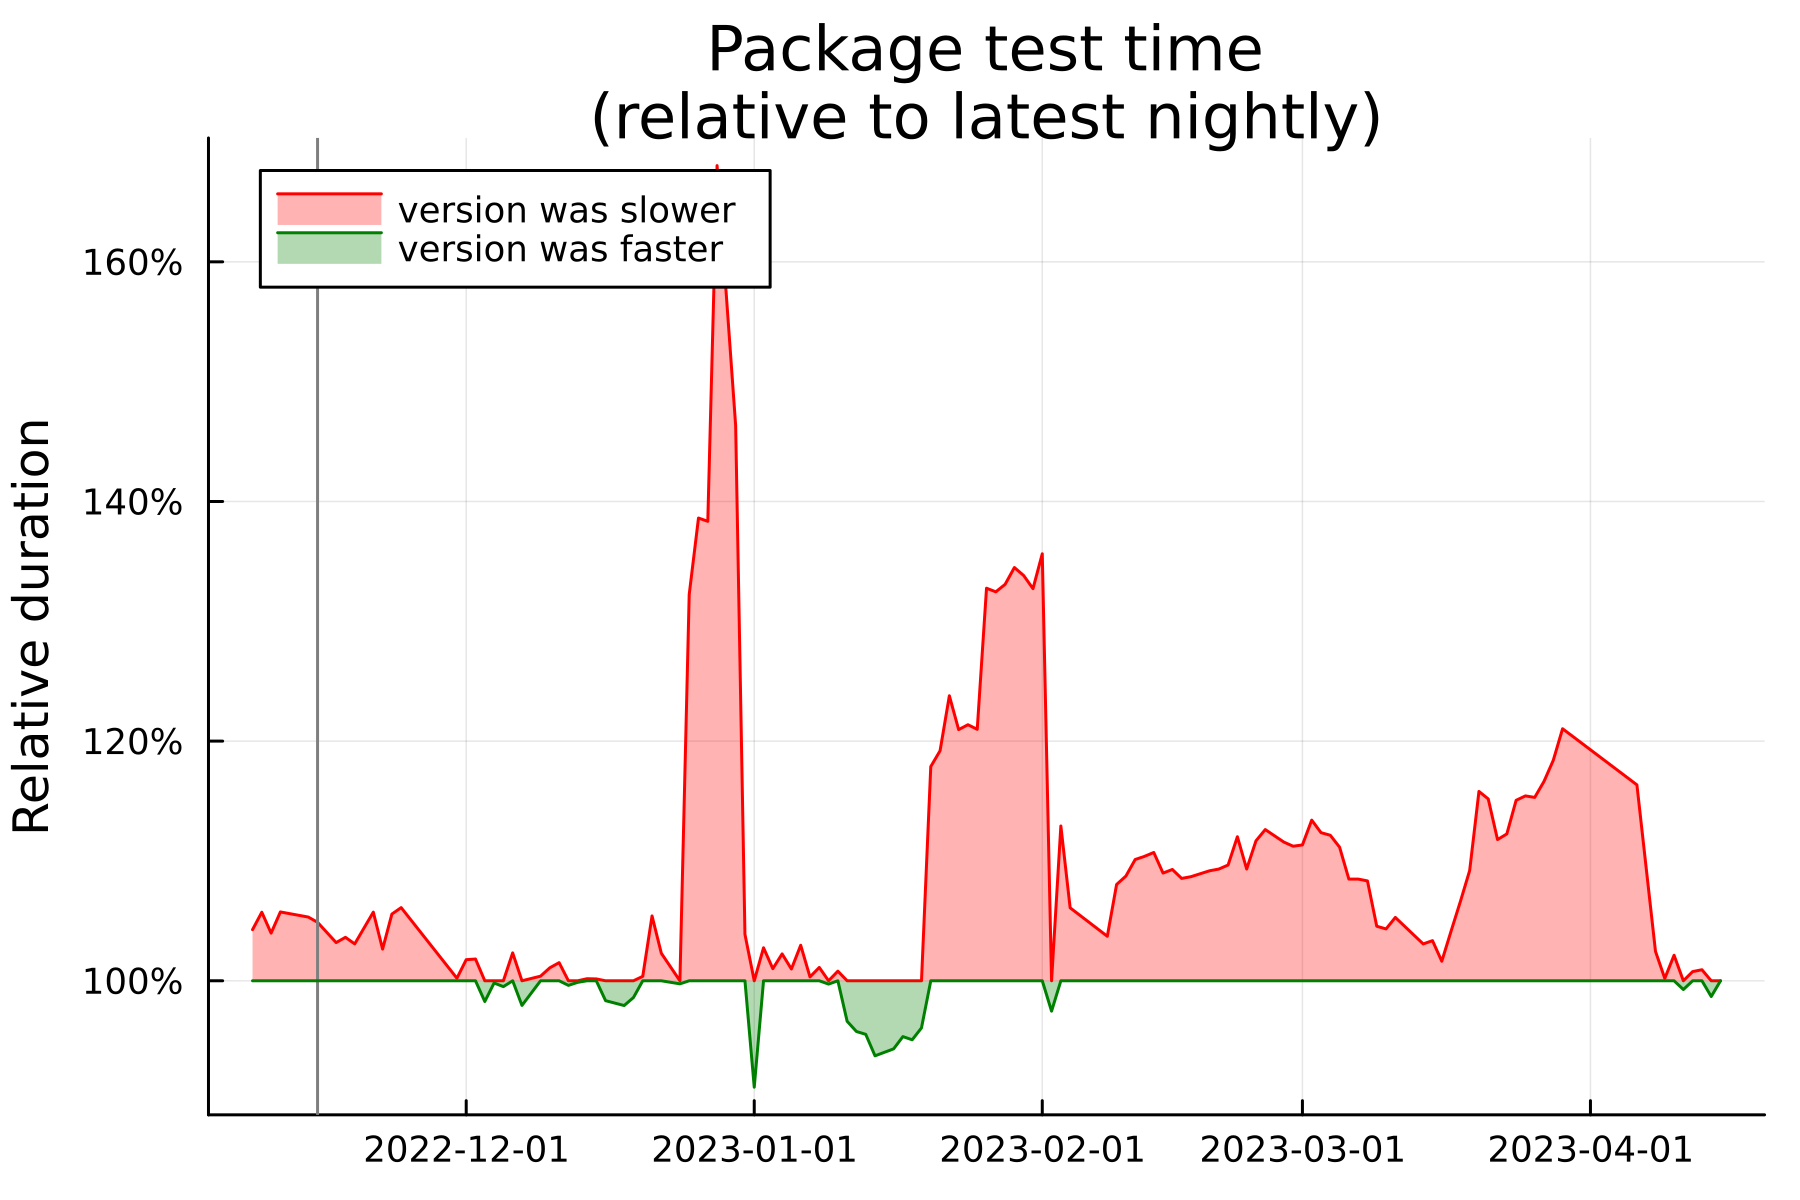 Package test time
(relative to latest nightly)
version was slower
version was faster
160%
140%
120%
100%
Relative duration
2022-12-01
2023-01-01
2023-02-01
2023-03-01
2023-04-01